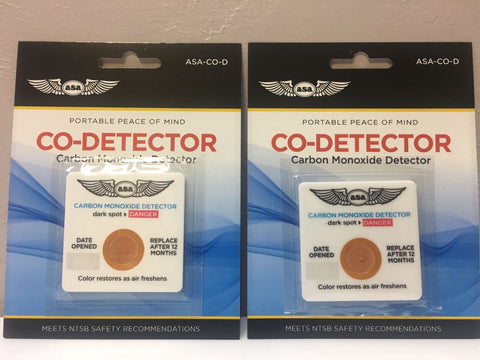 ASA-CO-D
asa
PORTABLE PEACE OF MIND
CO-DETECTOR
Carbon Monoxide Detector
asa
CARBON MONOXIDE DETECTOR
dark spot DANGER
DATE OPENED
REPLACE AFTER 12 MONTHS
Color restores as air freshens
MEETS NTSB SAFETY RECOMMENDATIONS
ASA-CO-D
asa
PORTABLE PEACE OF MIND
CO-DETECTOR
Carbon Monoxide Detector
asa
CARBON MONOXIDE DETECTOR
dark spot DANGER
DATE OPENED
REPLACE AFTER 12 MONTHS
Color restores as air freshens
MEETS NTSB SAFETY RECOMMENDATIONS